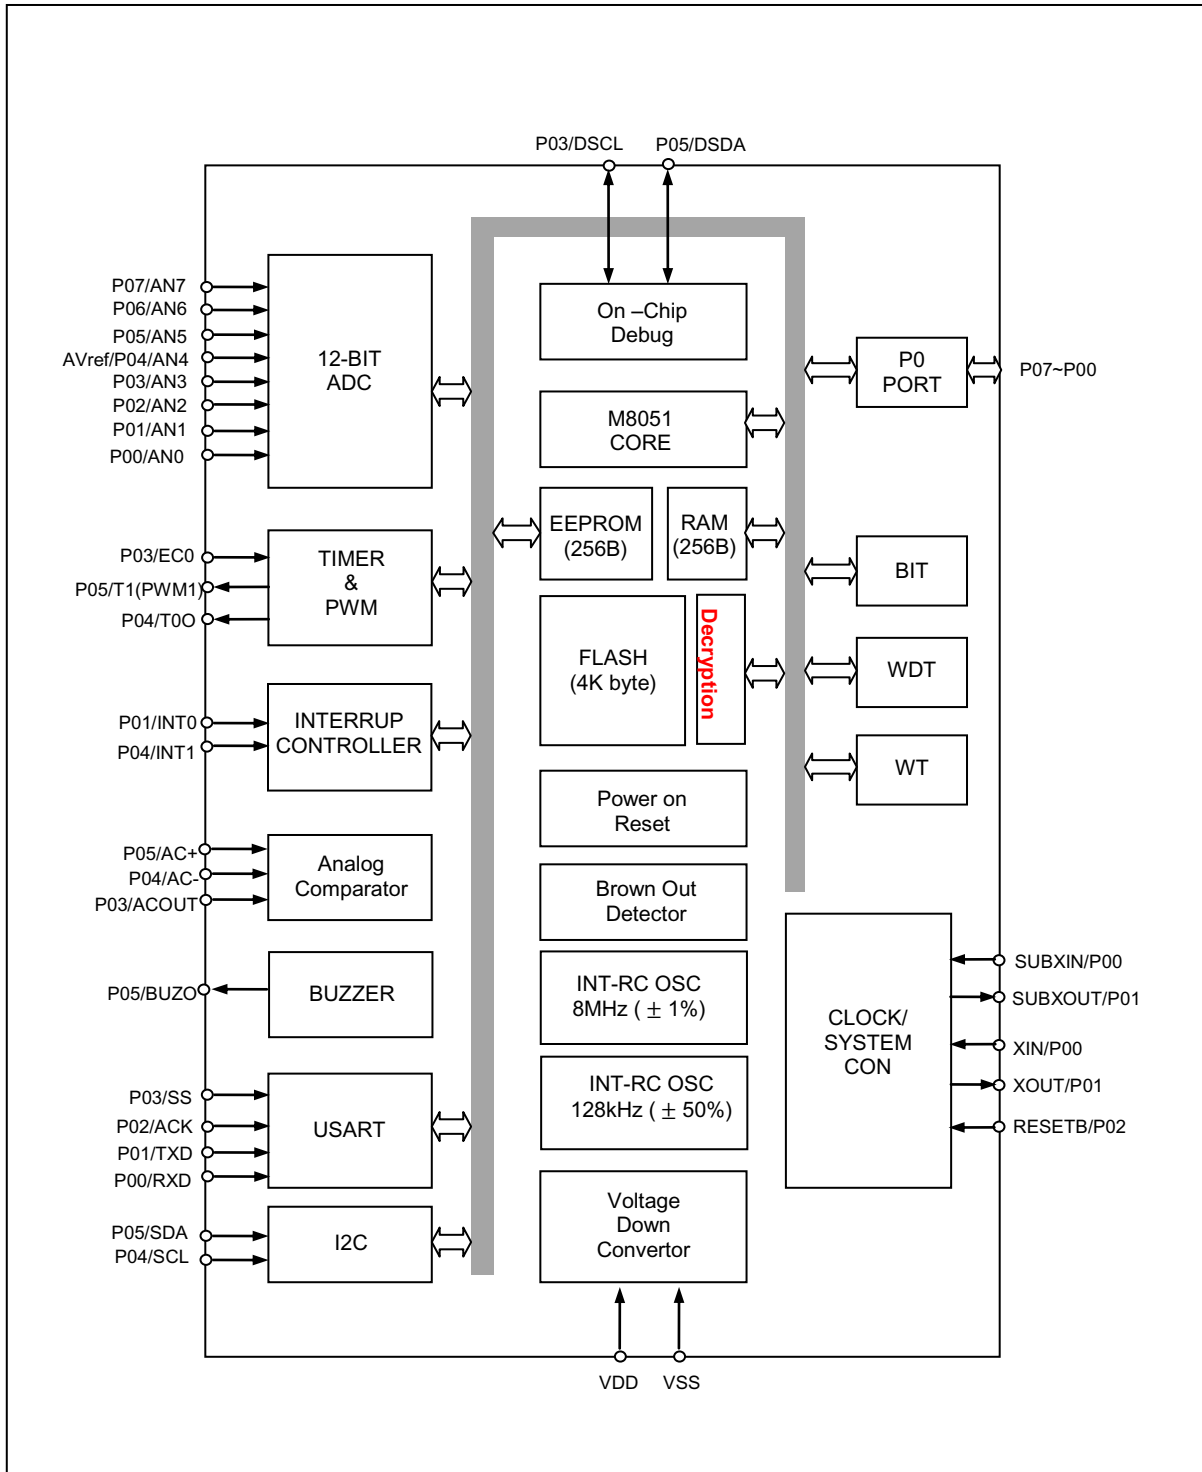 P03/DSCL
P05/DSDA
P07/AN7
P06/AN6
P05/AN5
AVref/P04/AN4
P03/AN3
P02/AN2
P01/AN1
P00/AN0
12-BIT
ADC
On –Chip
Debug
M8051
CORE
P0
PORT
P07~P00
P03/EC0
P05/T1(PWM1)
P04/T0O
TIMER
&
PWM
EEPROM
(256B)
RAM
(256B)
BIT
FLASH
(4K byte)
Decryption
WDT
P01/INT0
P04/INT1
INTERRUP
CONTROLLER
WT
Power on
Reset
P05/AC+
P04/AC-
P03/ACOUT
Analog
Comparator
Brown Out
Detector
P05/BUZO
BUZZER
INT-RC OSC
8MHz ( ± 1%)
CLOCK/
SYSTEM
CON
SUBXIN/P00
SUBXOUT/P01
XIN/P00
XOUT/P01
RESETB/P02
INT-RC OSC
128kHz ( ± 50%)
P03/SS
P02/ACK
P01/TXD
P00/RXD
USART
P05/SDA
P04/SCL
I2C
Voltage
Down
Convertor
VDD
VSS